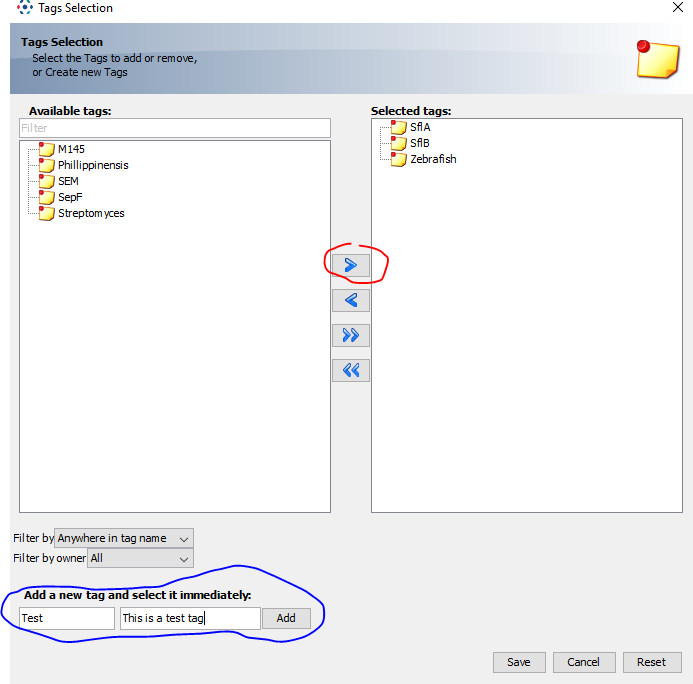 Tags Selection
Tags Selection
Select the Tags to add or remove,
or Create new Tags
Available tags:
Filter
M145
Phillippinensis
SEM
SepF
Streptomyces
Selected tags:
SflA
SflB
Zebrafish
Filter by Anywhere in tag name
Filter by owner All
Add a new tag and select it immediately:
Test This is a test tag Add
Save Cancel Reset